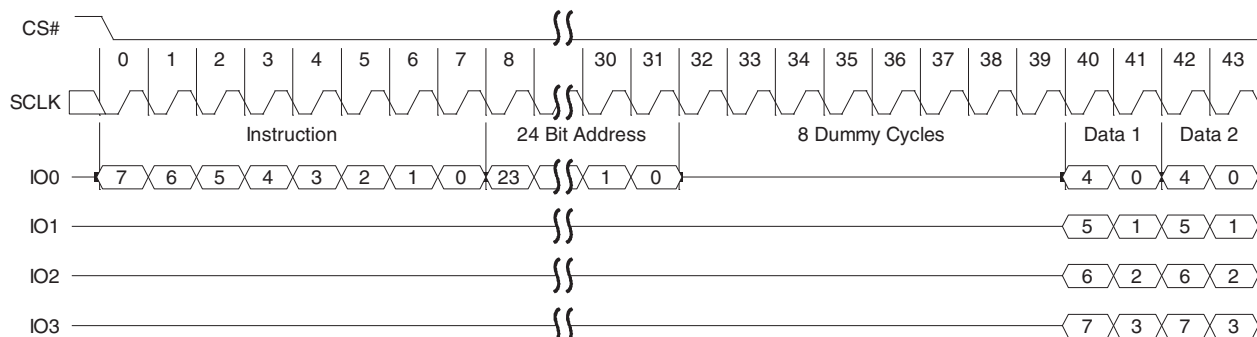 CS#
0 1 2 3 4 5 6 7 8 30 31 32 33 34 35 36 37 38 39 40 41 42 43
SCLK
Instruction 24 Bit Address 8 Dummy Cycles Data 1 Data 2
IO0 7 6 5 4 3 2 1 0 23 1 0 4 0 4 0
IO1 5 1 5 1
IO2 6 2 6 2
IO3 7 3 7 3